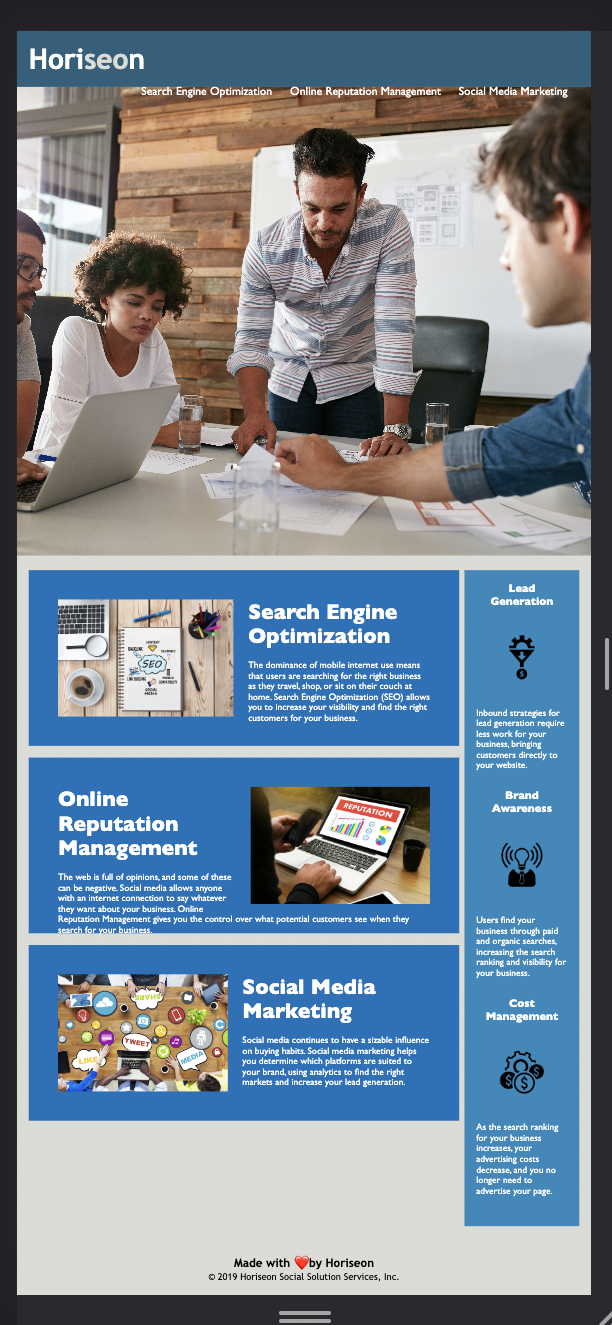 Horiseon
Search Engine Optimization Online Reputation Management Social Media Marketing
Search Engine
Optimization
The dominance of mobile internet use means
that users are searching for the right business
as they travel, shop, or sit on their couch at
home. Search Engine Optimization (SEO) allows
you to increase your visibility and find the right
customers for your business.
SEO
Online
Reputation
Management
The web is full of opinions, and some of these
can be negative. Social media allows anyone
with an internet connection to say whatever
they want about your business. Online
Reputation Management gives you the control over what potential customers see when they
search for your business.
REPUTATION
SHARE
TWEET
LIKE
MEDIA
Social Media
Marketing
Social media continues to have a sizable influence
on buying habits. Social media marketing helps
you determine which platforms are suited to
your brand, using analytics to find the right
markets and increase your lead generation.
Lead
Generation
$
Inbound strategies for
lead generation require
less work for your
business, bringing
customers directly to
your website.
Brand
Awareness
Users find your
business through paid
and organic searches,
increasing the search
ranking and visibility for
your business.
Cost
Management
$ $ $
As the search ranking
for your business
increases, your
advertising costs
decrease, and you no
longer need to
advertise your page.
Made with ❤️by Horiseon
© 2019 Horiseon Social Solution Services, Inc.